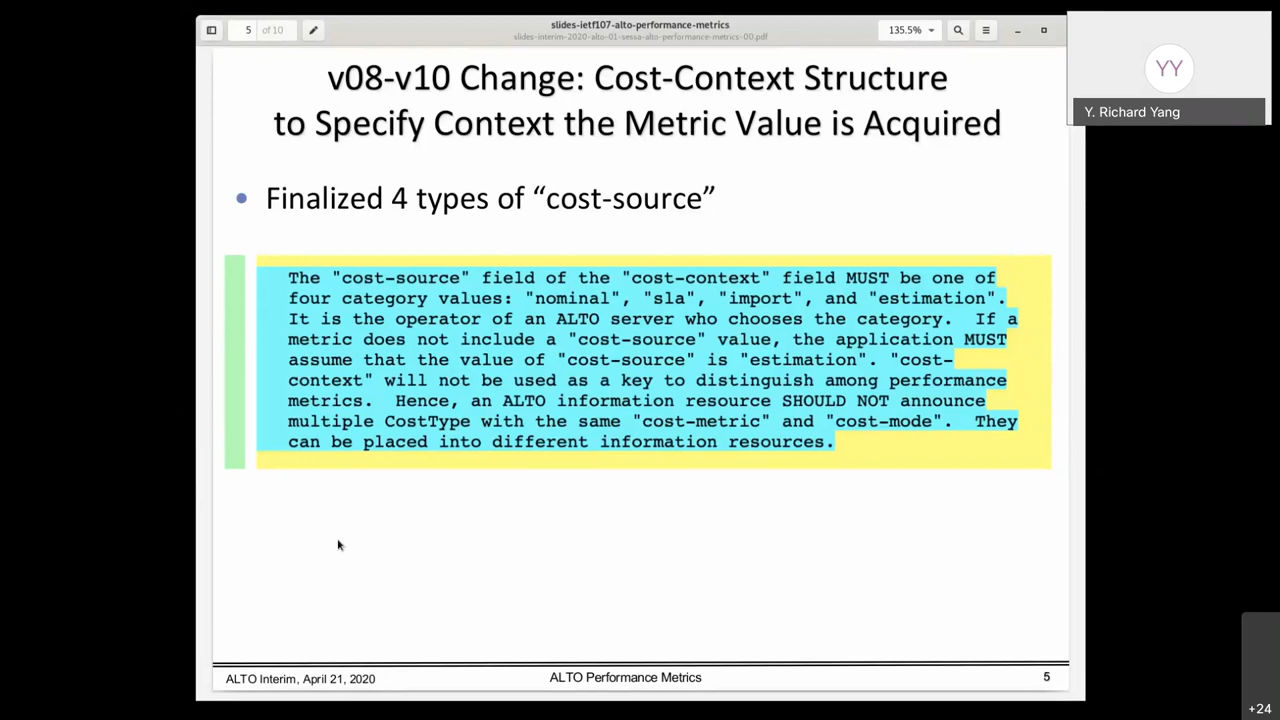 slides-ietf107-alto-performance-metrics
slides-interim-2020-alto-01-sessa-alto-performance-metrics-00.pdf
5 of 10
135.5%
YY
Y. Richard Yang
v08-v10 Change: Cost-Context Structure
to Specify Context the Metric Value is Acquired
• Finalized 4 types of “cost-source”
The "cost-source" field of the "cost-context" field MUST be one of
four category values: "nominal", "sla", "import", and "estimation".
It is the operator of an ALTO server who chooses the category.  If a
metric does not include a "cost-source" value, the application MUST
assume that the value of "cost-source" is "estimation". "cost-
context" will not be used as a key to distinguish among performance
metrics.  Hence, an ALTO information resource SHOULD NOT announce
multiple CostType with the same "cost-metric" and "cost-mode".  They
can be placed into different information resources.
ALTO Interim, April 21, 2020
ALTO Performance Metrics
5
+24